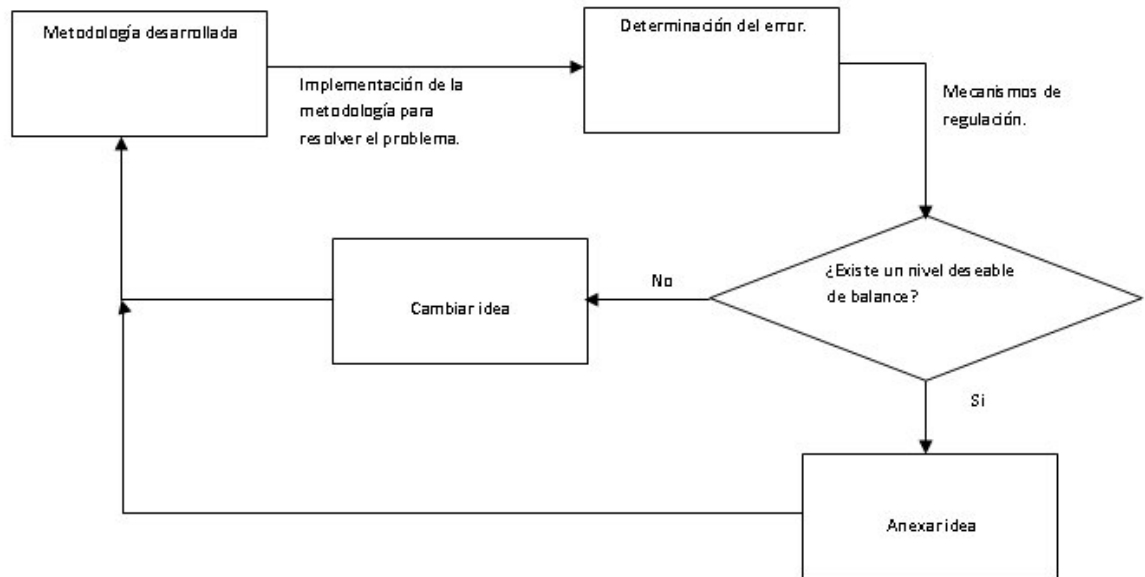 Metodología desarrollada
Determinación del error.
Implementación de la
metodología para
resolver el problema.
Mecanismos de
regulación.
¿Existe un nivel deseable
de balance?
No
Cambiar idea
Si
Anexar idea